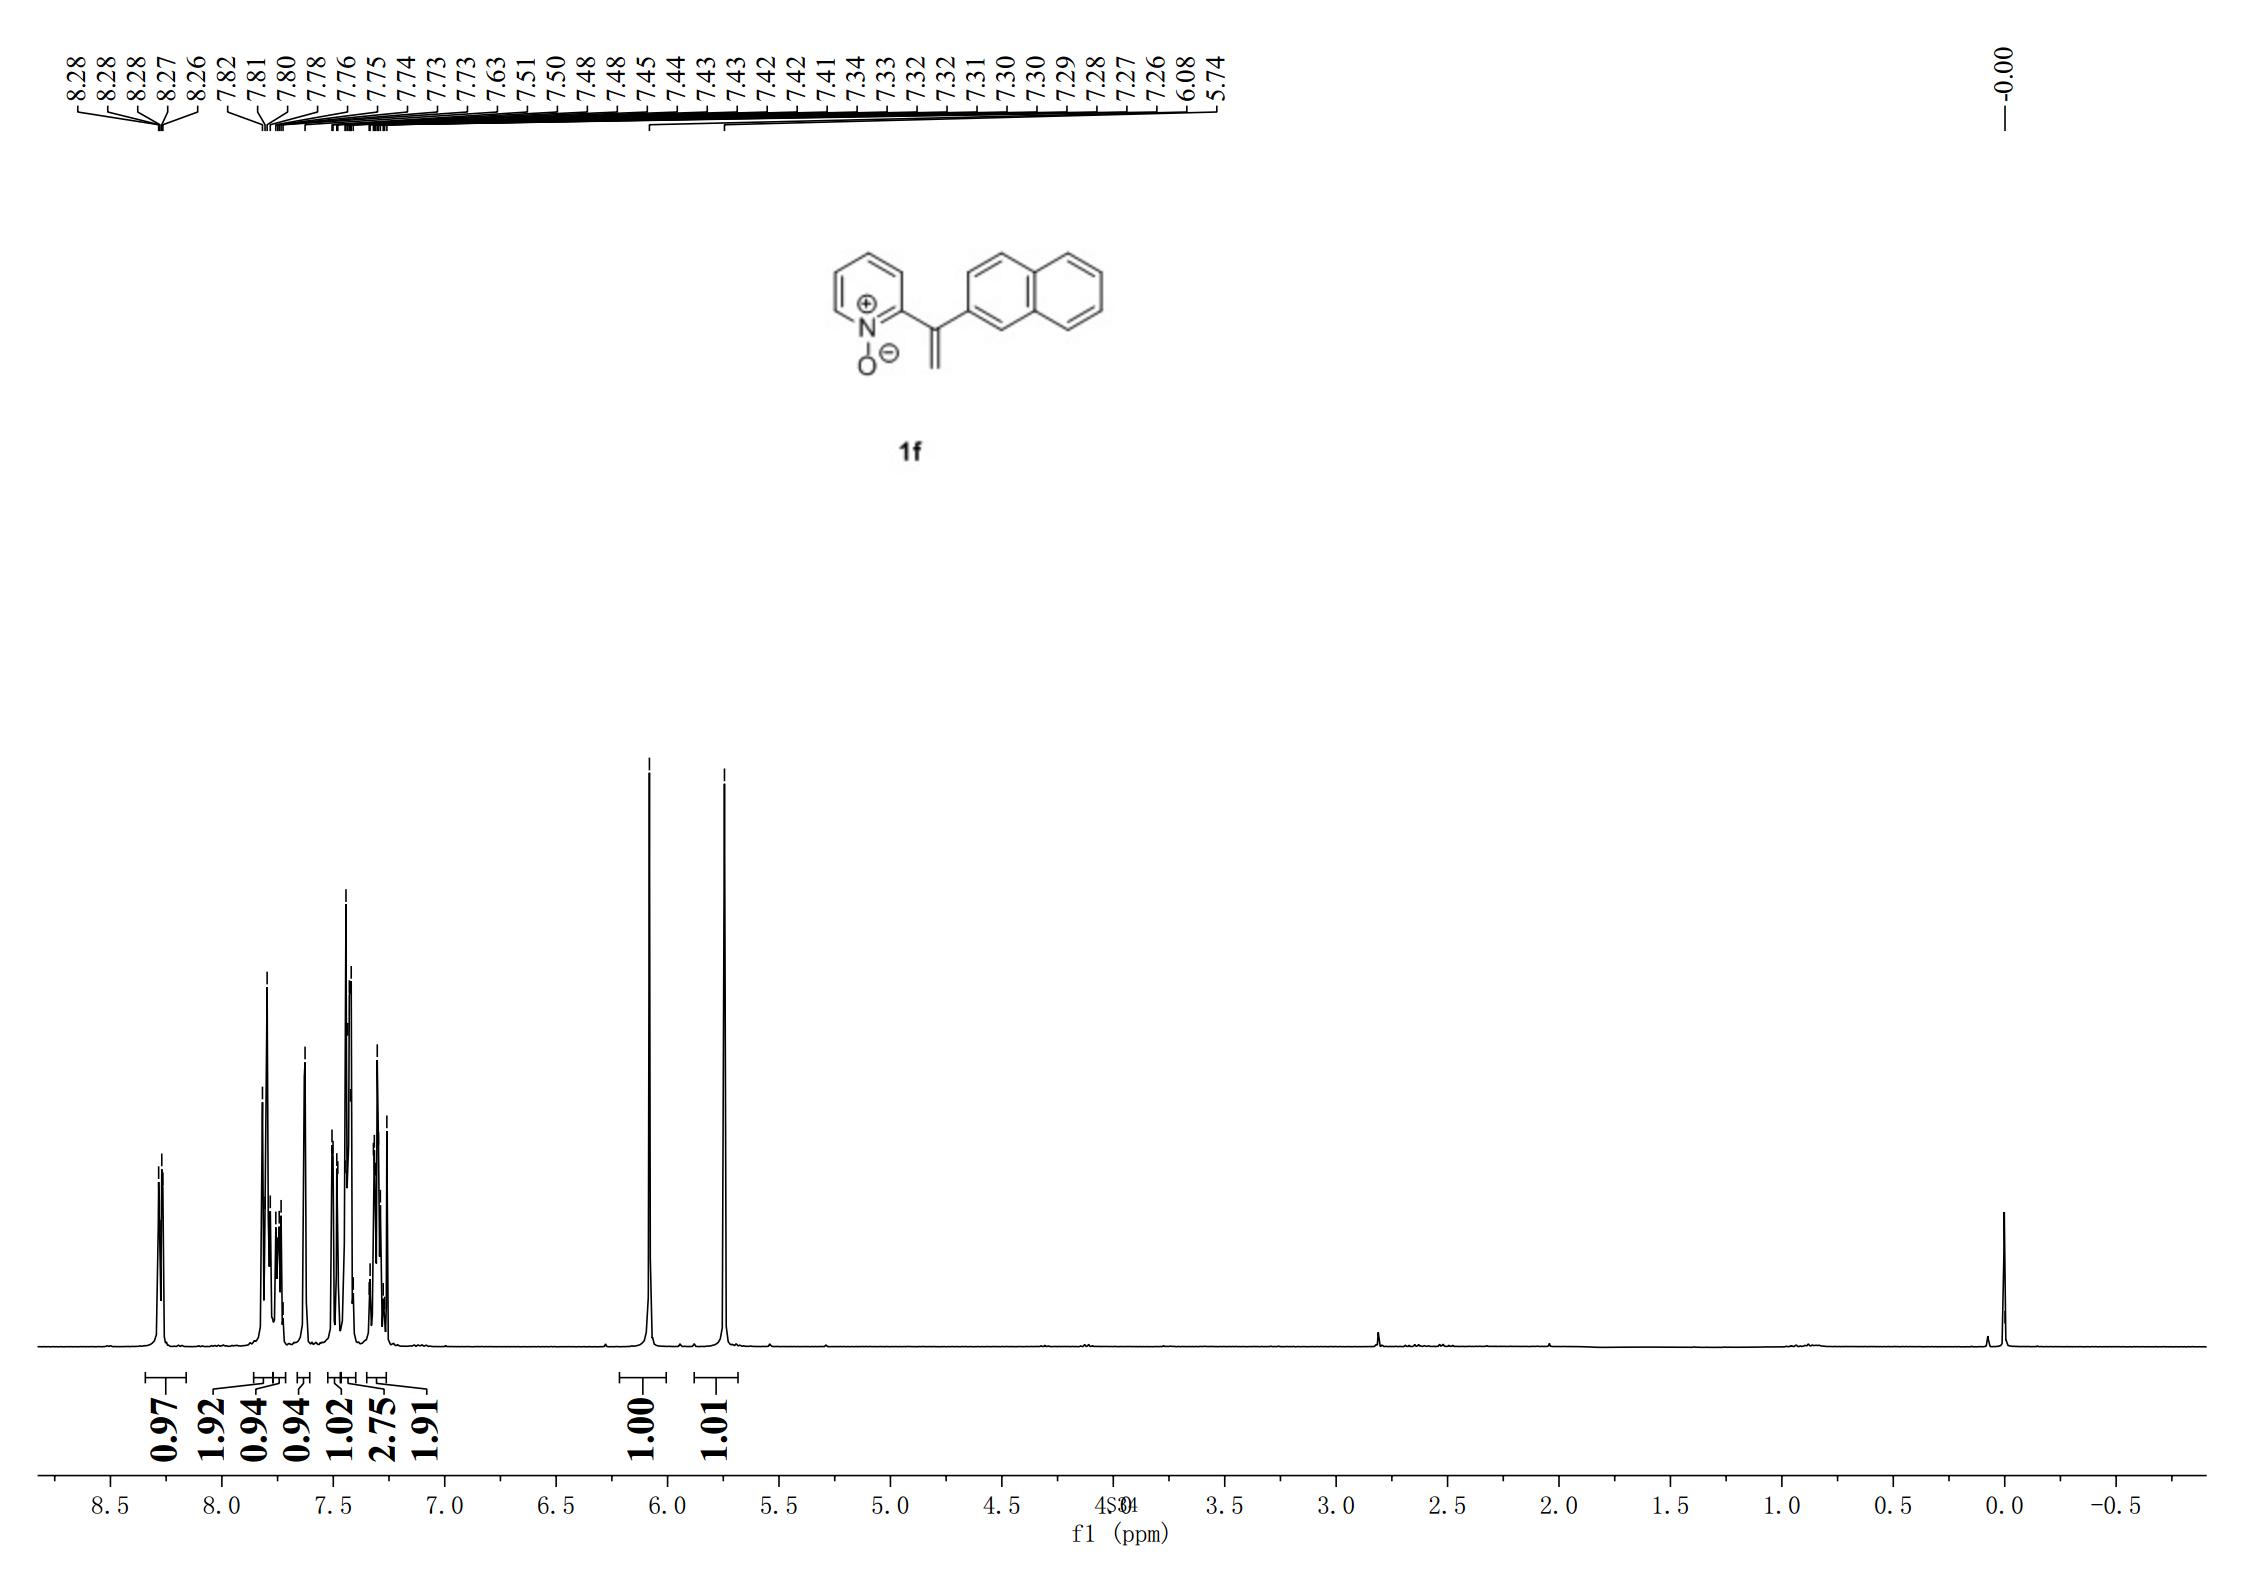 8.28 8.28 8.28 8.27 8.26 7.82 7.81 7.80 7.78 7.76 7.75 7.74 7.73 7.73 7.63 7.51 7.50 7.48 7.48 7.45 7.44 7.43 7.43 7.42 7.42 7.41 7.34 7.33 7.32 7.32 7.31 7.30 7.30 7.29 7.28 7.27 7.26 6.08 5.74 -0.00
⊕
N
O ⊖
1f
0.97 1.92 0.94 0.94 1.02 2.75 1.91 1.00 1.01
8.5 8.0 7.5 7.0 6.5 6.0 5.5 5.0 4.5 4.0 3.5 3.0 2.5 2.0 1.5 1.0 0.5 0.0 -0.5
S34
f1 (ppm)